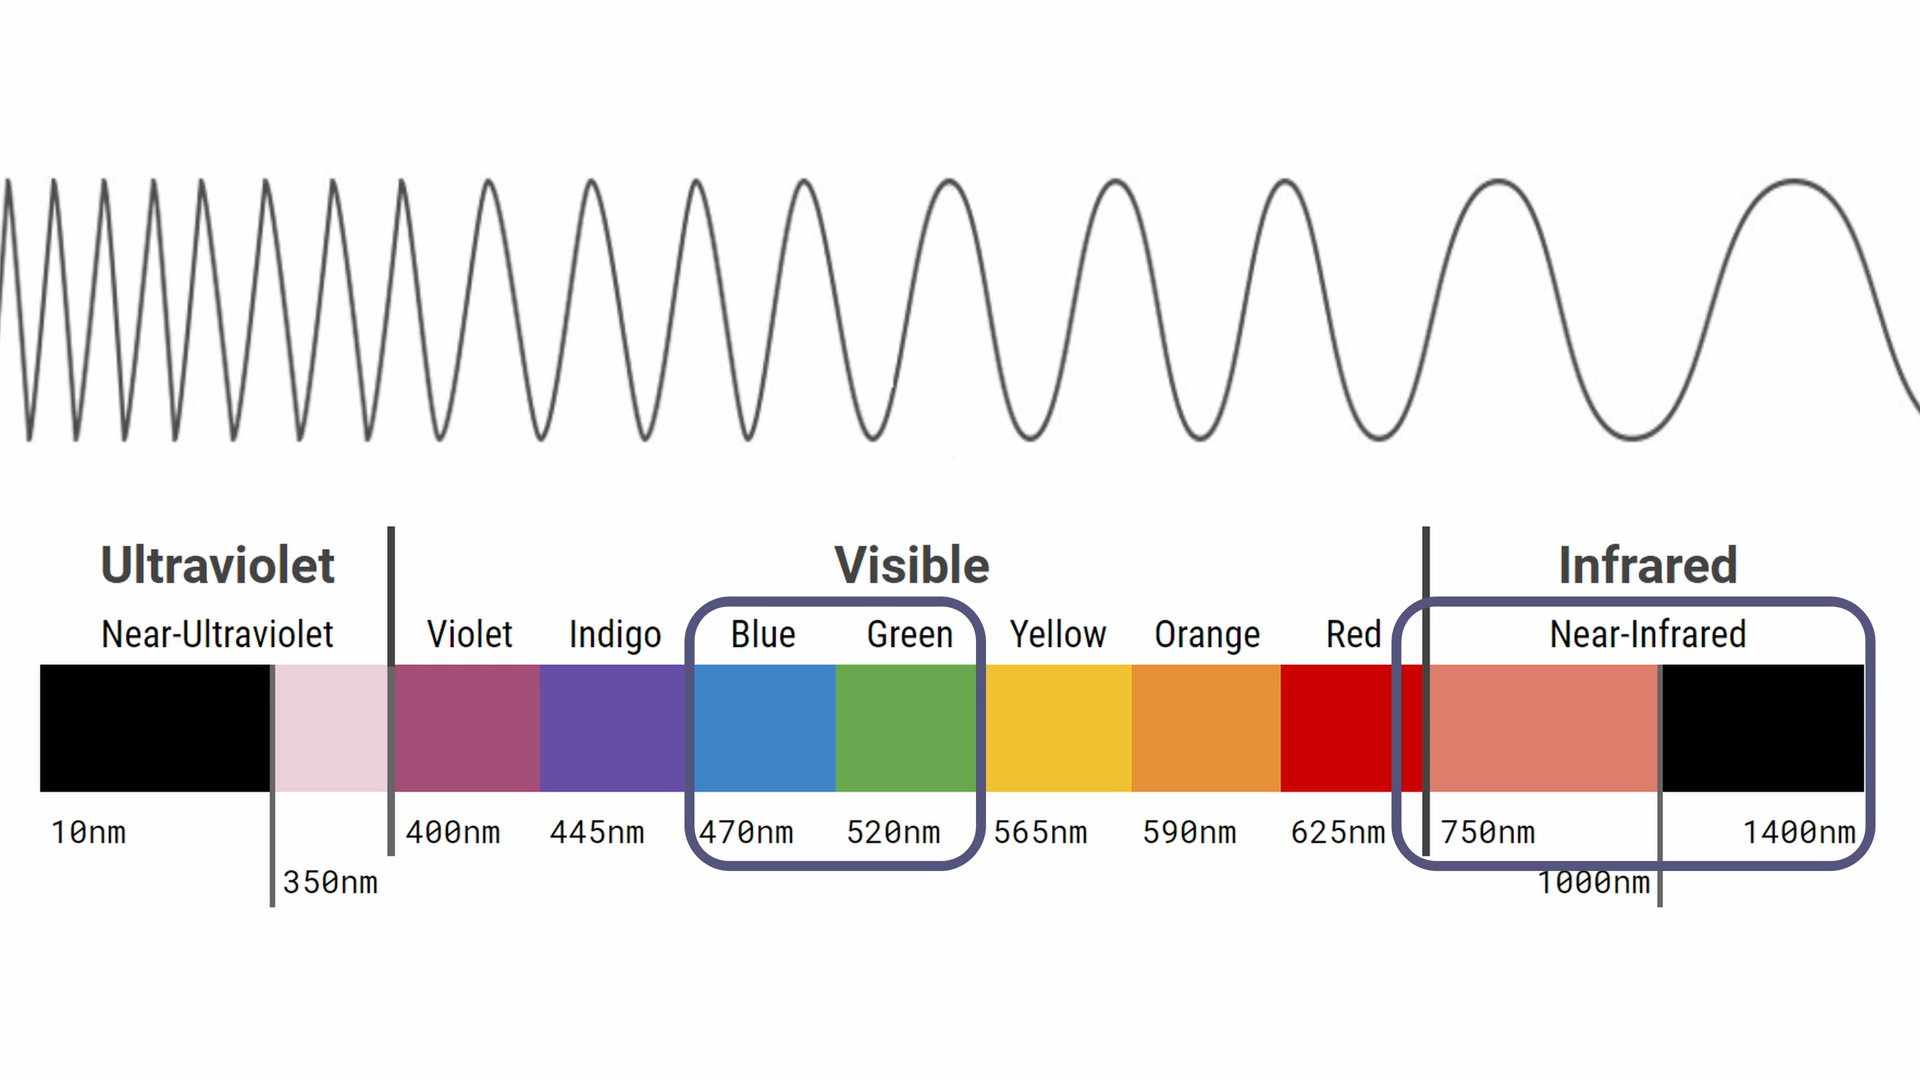 Ultraviolet Visible Infrared
Near-Ultraviolet Violet Indigo Blue Green Yellow Orange Red Near-Infrared
10nm 400nm 445nm 470nm 520nm 565nm 590nm 625nm 750nm 1400nm
350nm 1000nm